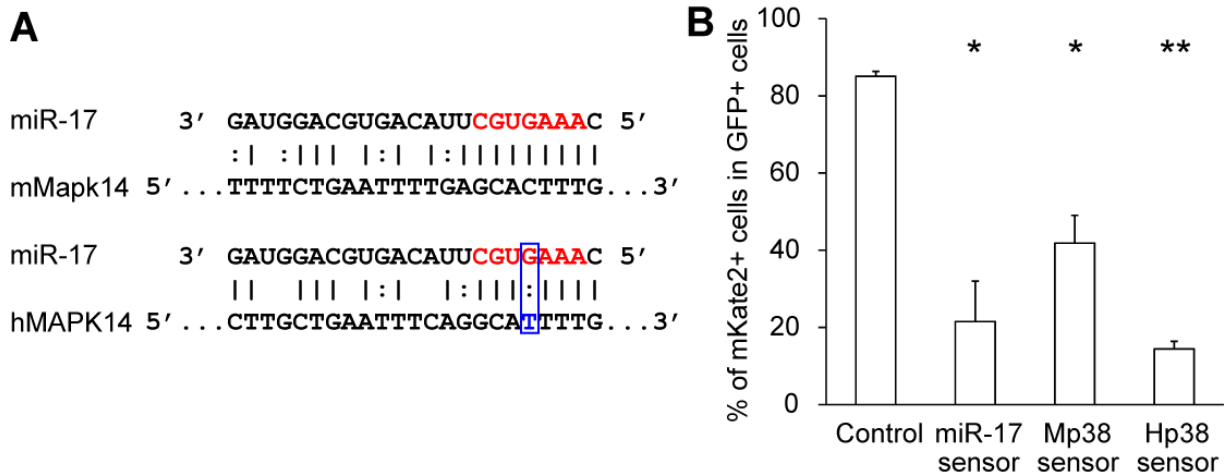 A
miR-17 3′ GAUGGACGUGACAUUCGUGAAAC 5′
:| :||| |:| |:|||||||||
mMapk14 5′...TTTTCTGAATTTTGAGCACTTTG...3′
miR-17 3′ GAUGGACGUGACAUUCGUGAAAC 5′
|| ||| |:| |:|||:||||
hMAPK14 5′...CTTGCTGAATTTCAGGCATTTTG...3′
B
% of mKate2+ cells in GFP+ cells
100
80
60
40
20
0
* * **
Control miR-17 Mp38 Hp38
sensor sensor sensor